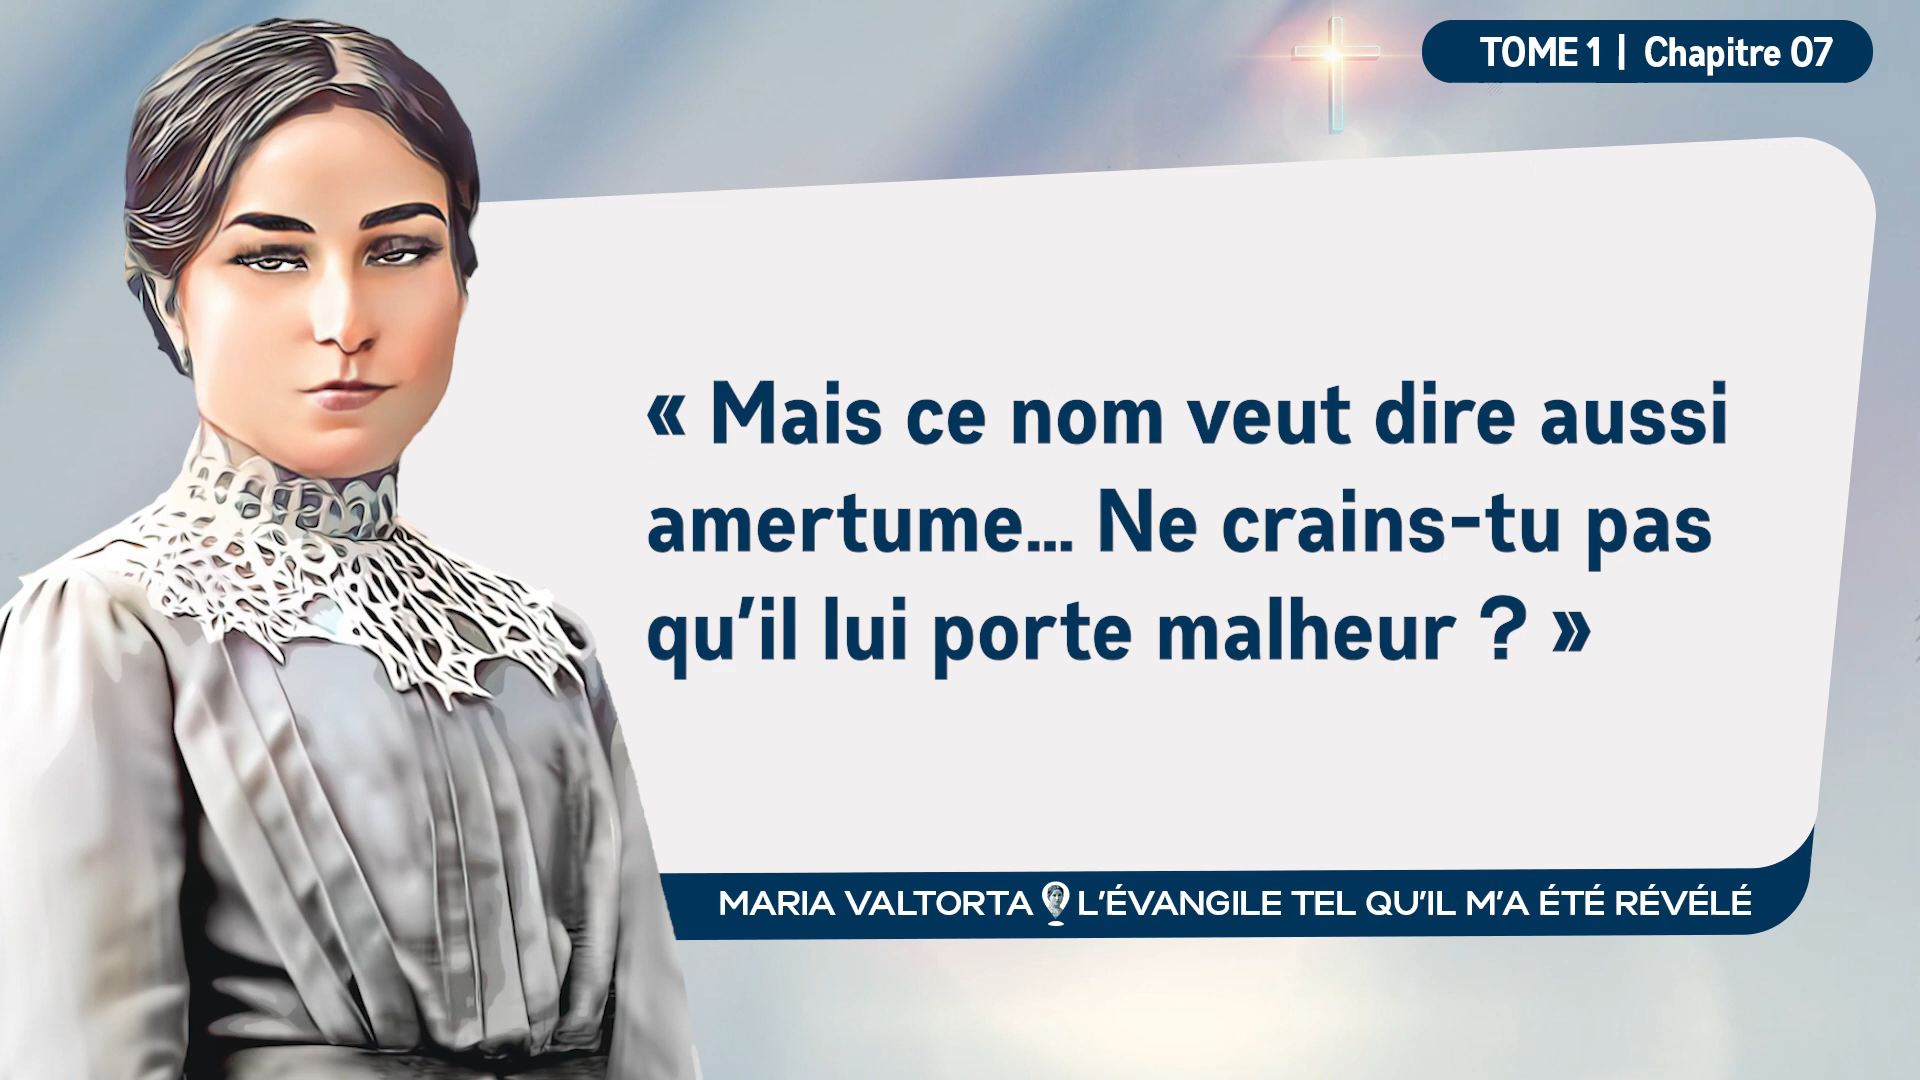 TOME 1 | Chapitre 07
« Mais ce nom veut dire aussi
amertume... Ne crains-tu pas
qu’il lui porte malheur ? »
MARIA VALTORTA L’ÉVANGILE TEL QU’IL M’A ÉTÉ RÉVÉLÉ